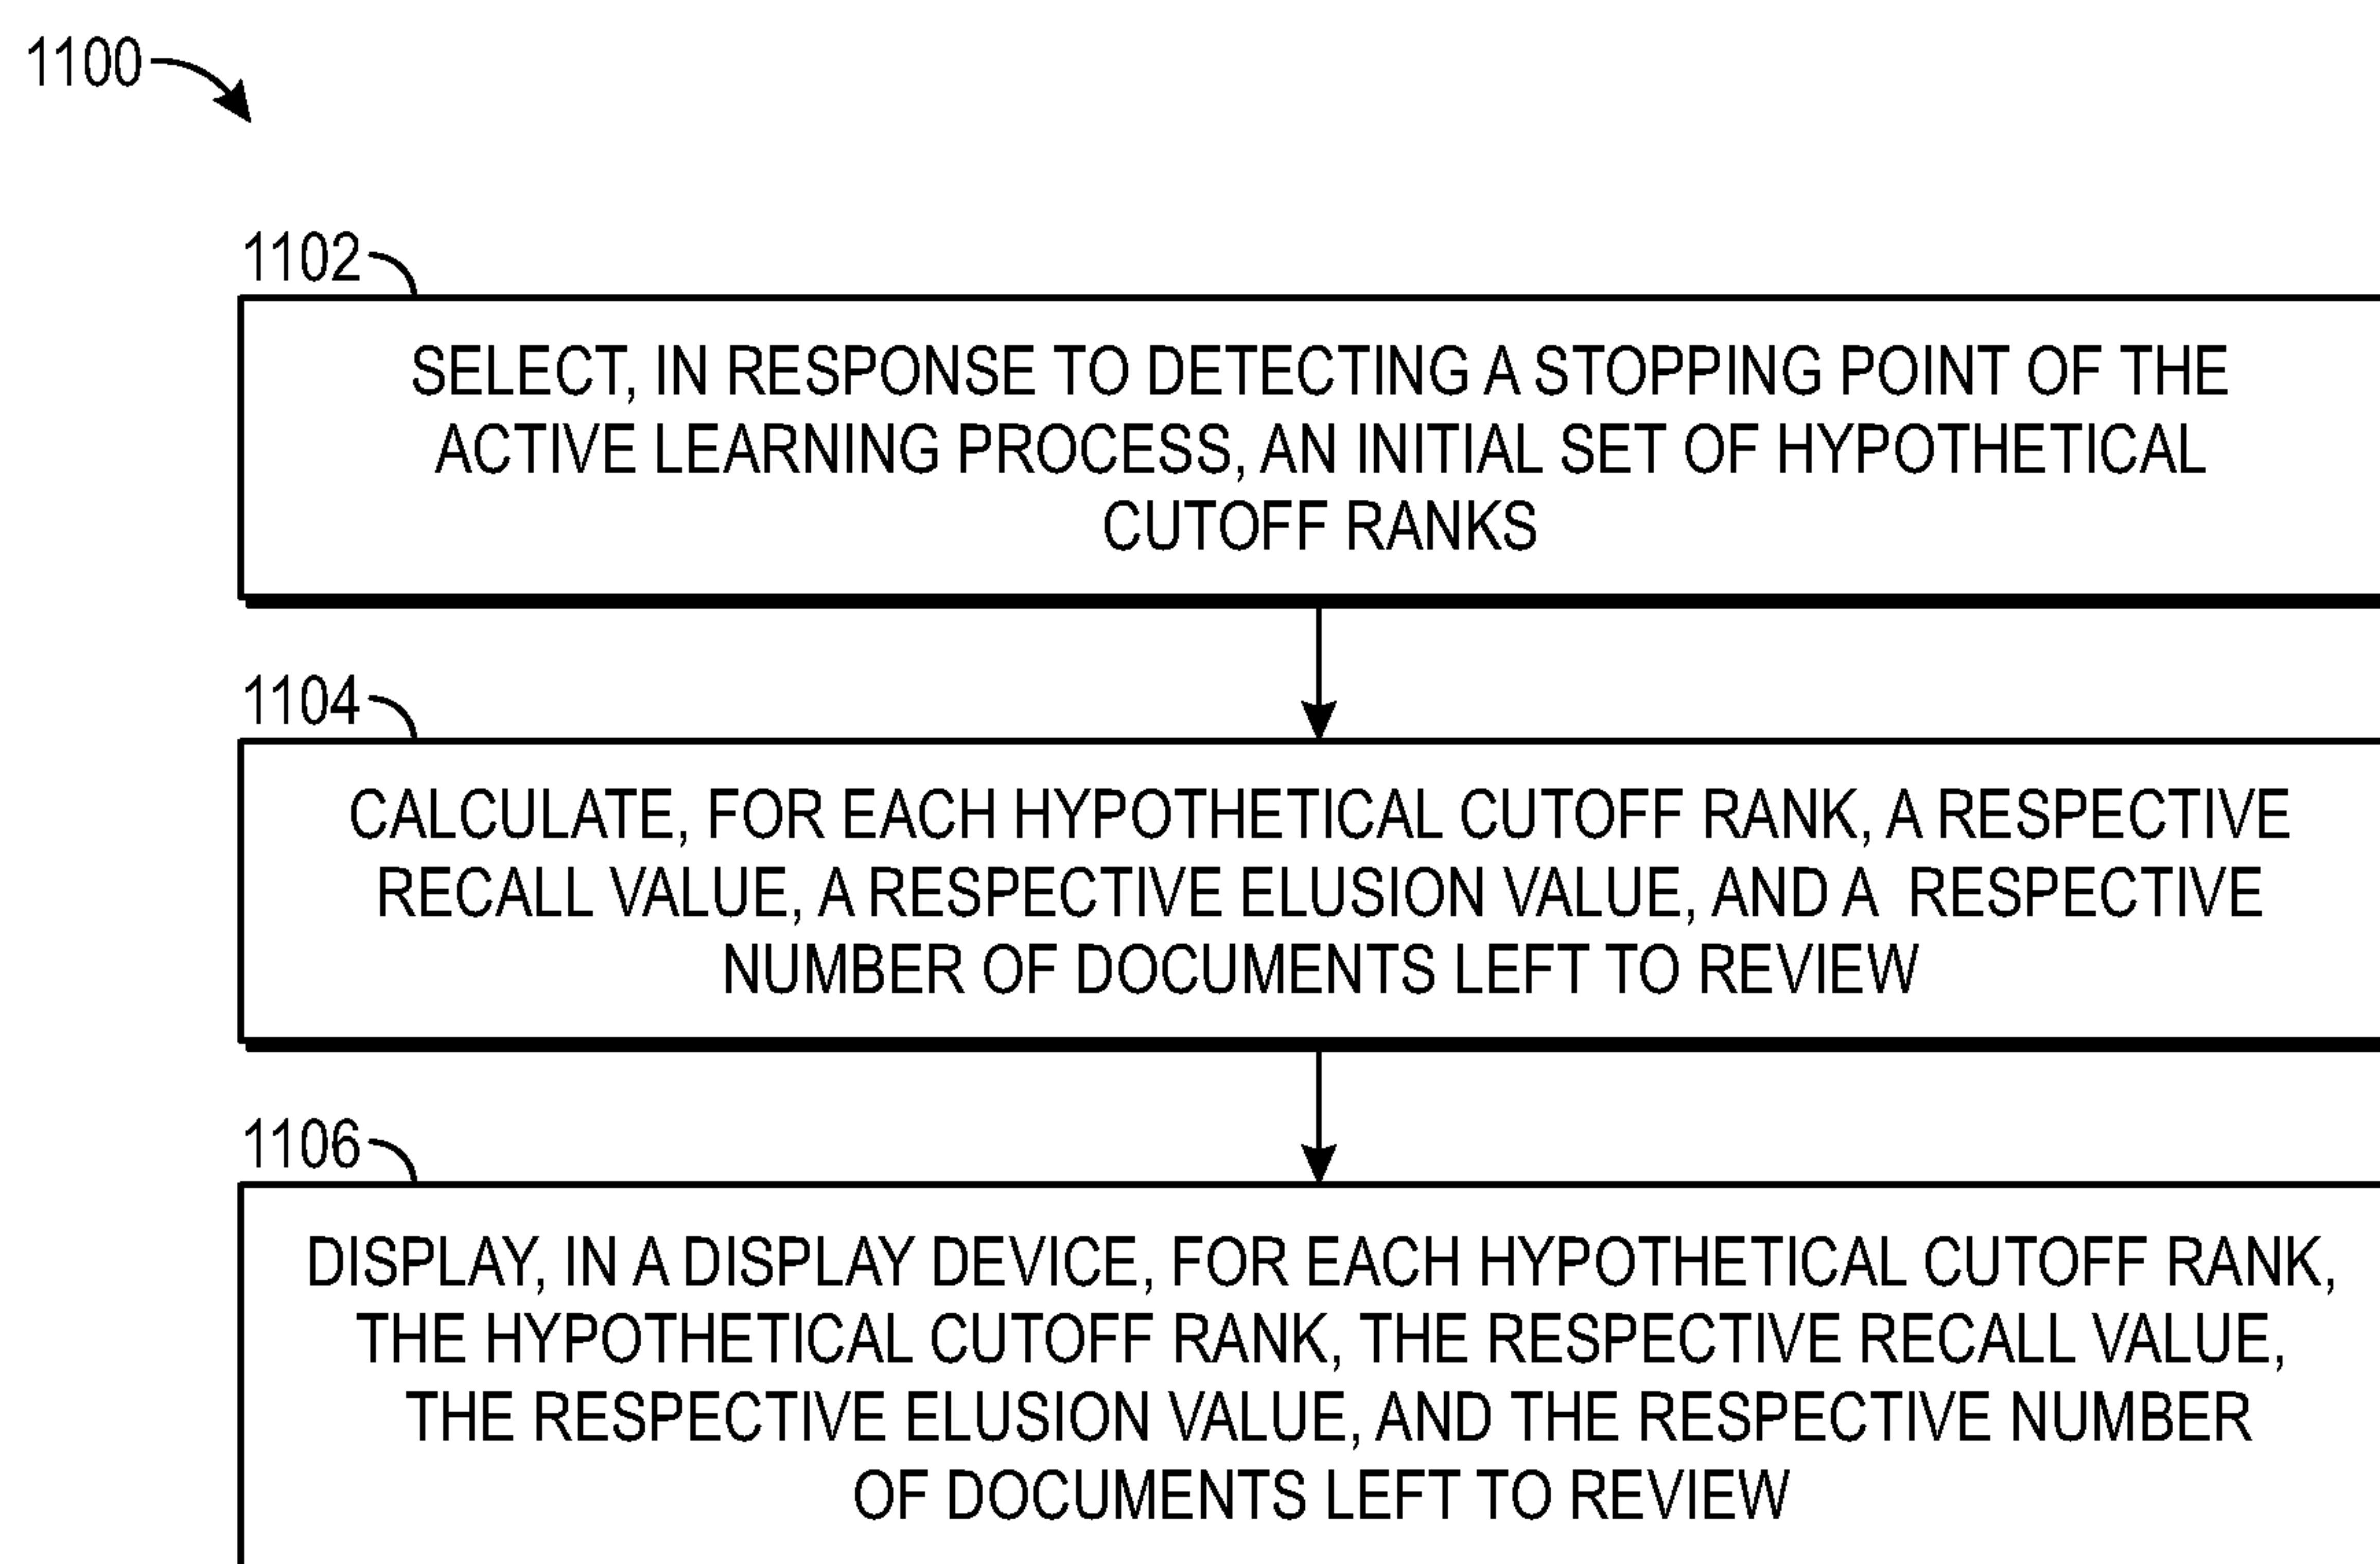 1100
1102
SELECT, IN RESPONSE TO DETECTING A STOPPING POINT OF THE
ACTIVE LEARNING PROCESS, AN INITIAL SET OF HYPOTHETICAL
CUTOFF RANKS
1104
CALCULATE, FOR EACH HYPOTHETICAL CUTOFF RANK, A RESPECTIVE
RECALL VALUE, A RESPECTIVE ELUSION VALUE, AND A RESPECTIVE
NUMBER OF DOCUMENTS LEFT TO REVIEW
1106
DISPLAY, IN A DISPLAY DEVICE, FOR EACH HYPOTHETICAL CUTOFF RANK,
THE HYPOTHETICAL CUTOFF RANK, THE RESPECTIVE RECALL VALUE,
THE RESPECTIVE ELUSION VALUE, AND THE RESPECTIVE NUMBER
OF DOCUMENTS LEFT TO REVIEW